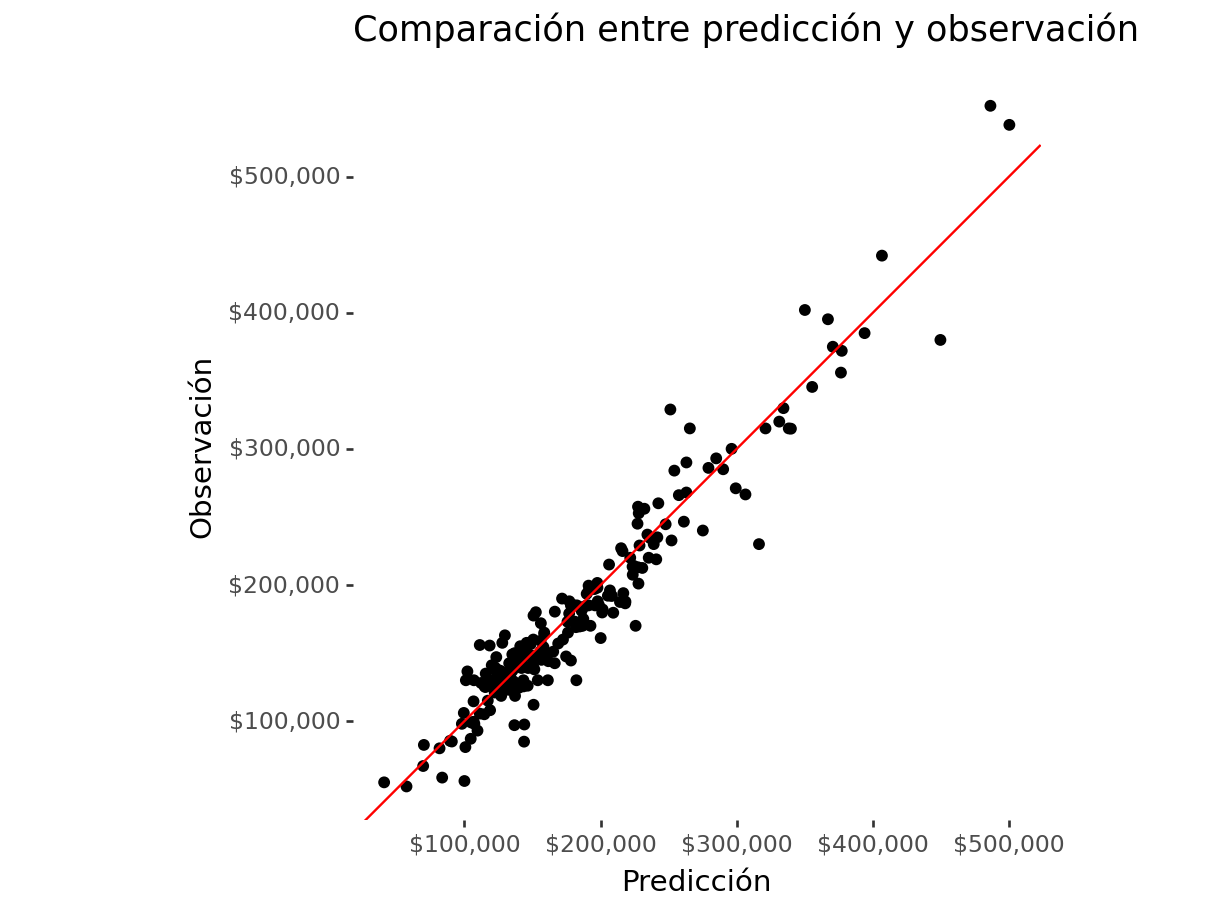 Comparación entre predicción y observación
Observación
$500,000
$400,000
$300,000
$200,000
$100,000
$100,000 $200,000 $300,000 $400,000 $500,000
Predicción